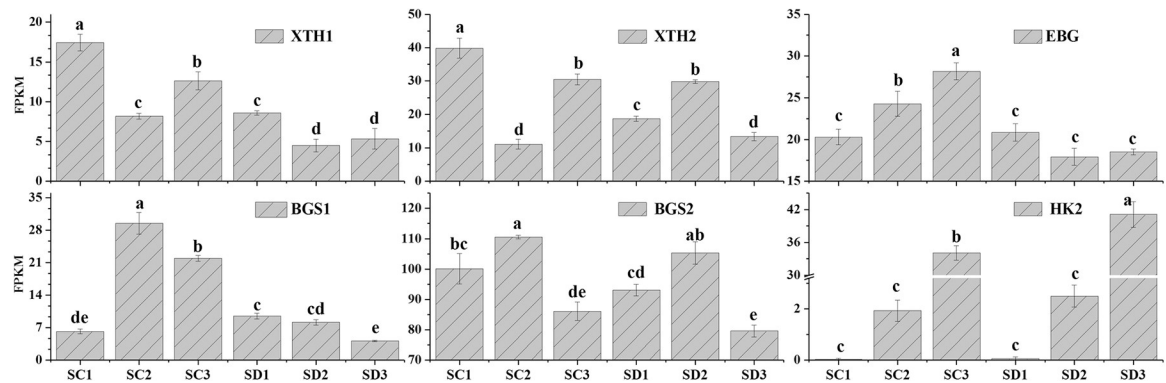 FPKM
20
15
10
5
0
XTH1
a c b c d d
50
40
30
20
10
0
XTH2
a d b c b d
35
30
25
20
15
EBG
c b a c c c
FPKM
35
28
21
14
7
0
BGS1
de a b c cd e
SC1 SC2 SC3 SD1 SD2 SD3
120
110
100
90
80
70
BGS2
bc a de cd ab e
SC1 SC2 SC3 SD1 SD2 SD3
42
36
30
2
0
HK2
c c b c c a
SC1 SC2 SC3 SD1 SD2 SD3